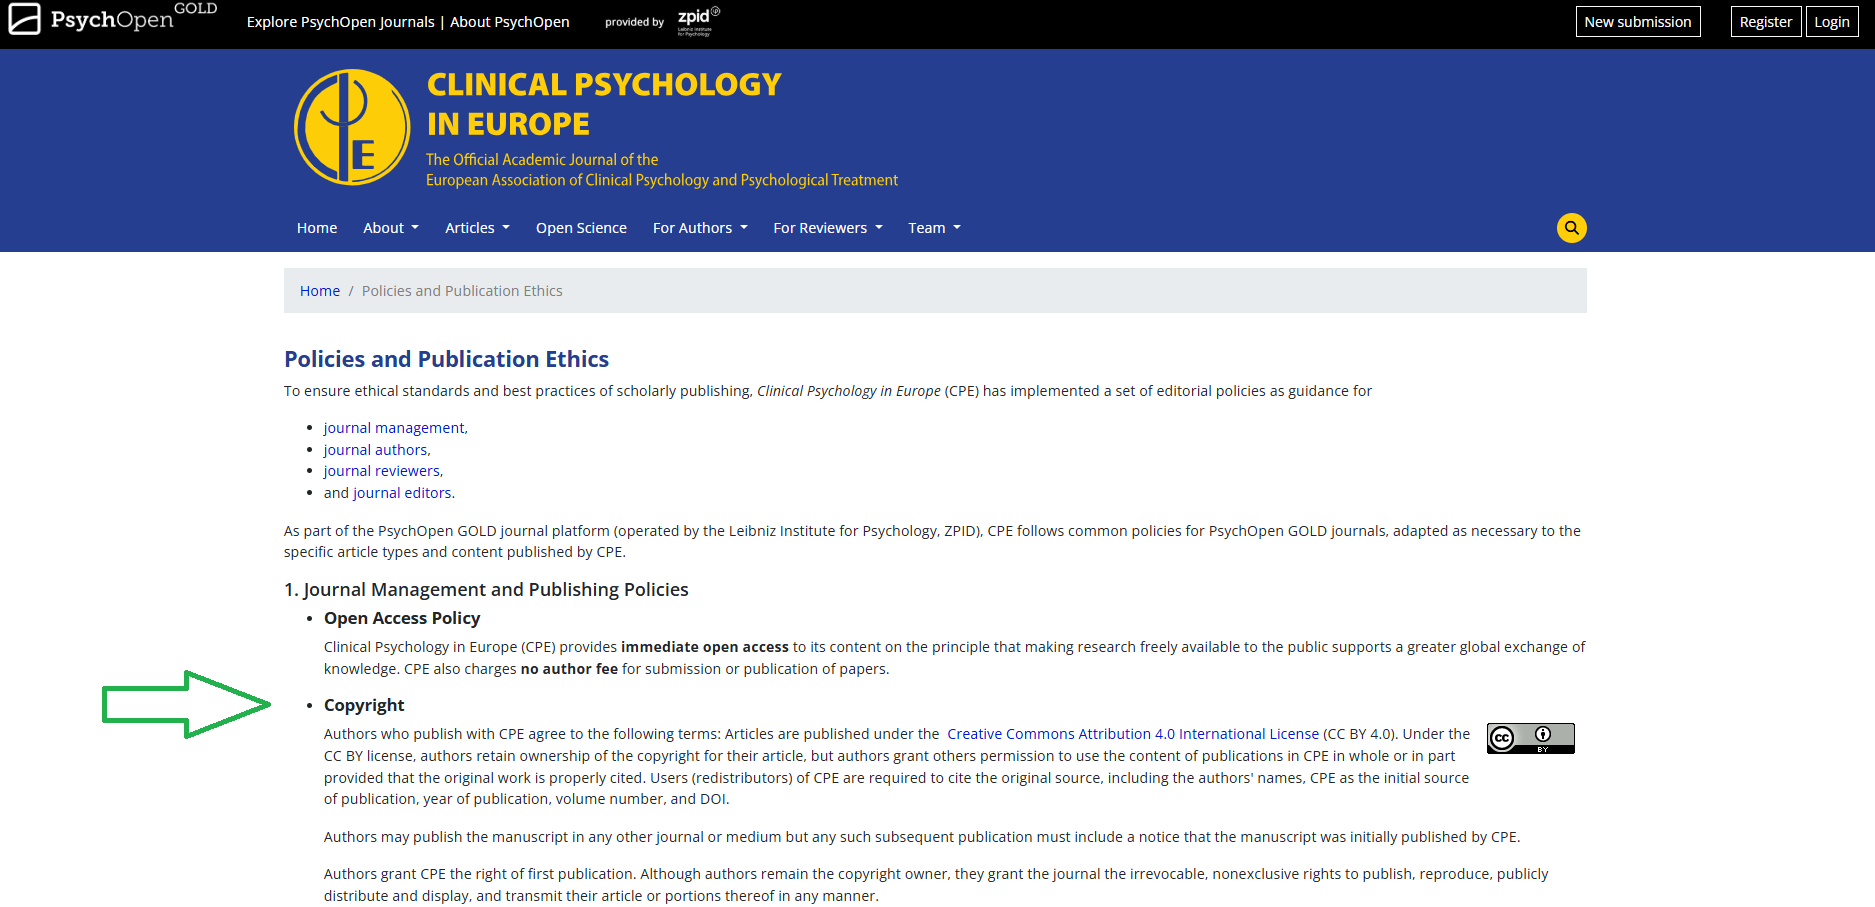 PsychOpen GOLD
Explore PsychOpen Journals | About PsychOpen
provided by
zpid
Leibniz Institute
for Psychology
New submission
Register
Login
CLINICAL PSYCHOLOGY
IN EUROPE
The Official Academic Journal of the
European Association of Clinical Psychology and Psychological Treatment
Home
About
Articles
Open Science
For Authors
For Reviewers
Team
Home / Policies and Publication Ethics
Policies and Publication Ethics
To ensure ethical standards and best practices of scholarly publishing, Clinical Psychology in Europe (CPE) has implemented a set of editorial policies as guidance for
• journal management,
• journal authors,
• journal reviewers,
• and journal editors.
As part of the PsychOpen GOLD journal platform (operated by the Leibniz Institute for Psychology, ZPID), CPE follows common policies for PsychOpen GOLD journals, adapted as necessary to the
specific article types and content published by CPE.
1. Journal Management and Publishing Policies
• Open Access Policy
Clinical Psychology in Europe (CPE) provides immediate open access to its content on the principle that making research freely available to the public supports a greater global exchange of
knowledge. CPE also charges no author fee for submission or publication of papers.
• Copyright
Authors who publish with CPE agree to the following terms: Articles are published under the Creative Commons Attribution 4.0 International License (CC BY 4.0). Under the
CC BY license, authors retain ownership of the copyright for their article, but authors grant others permission to use the content of publications in CPE in whole or in part
provided that the original work is properly cited. Users (redistributors) of CPE are required to cite the original source, including the authors' names, CPE as the initial source
of publication, year of publication, volume number, and DOI.
cc
BY
Authors may publish the manuscript in any other journal or medium but any such subsequent publication must include a notice that the manuscript was initially published by CPE.
Authors grant CPE the right of first publication. Although authors remain the copyright owner, they grant the journal the irrevocable, nonexclusive rights to publish, reproduce, publicly
distribute and display, and transmit their article or portions thereof in any manner.